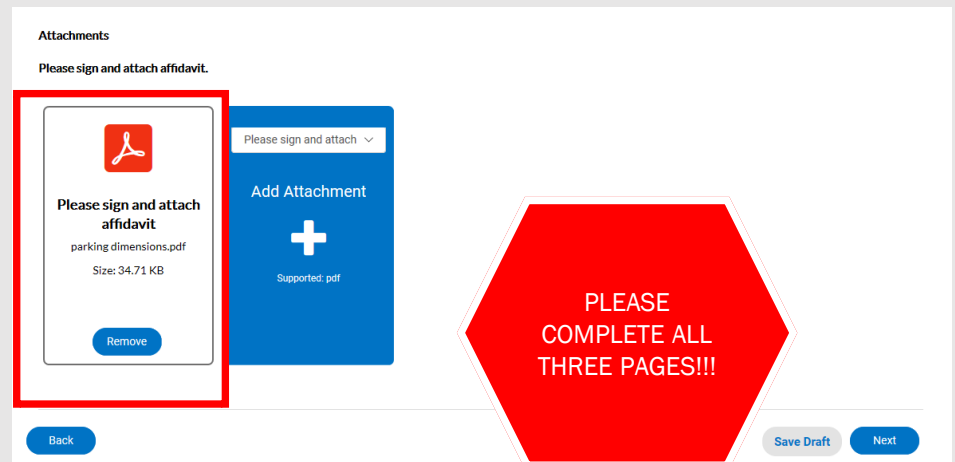 Attachments
Please sign and attach affidavit.
Please sign and attach
affidavit
parking dimensions.pdf
Size: 34.71 KB
Remove
Please sign and attach
Add Attachment
Supported: pdf
PLEASE
COMPLETE ALL
THREE PAGES!!!
Back
Save Draft
Next